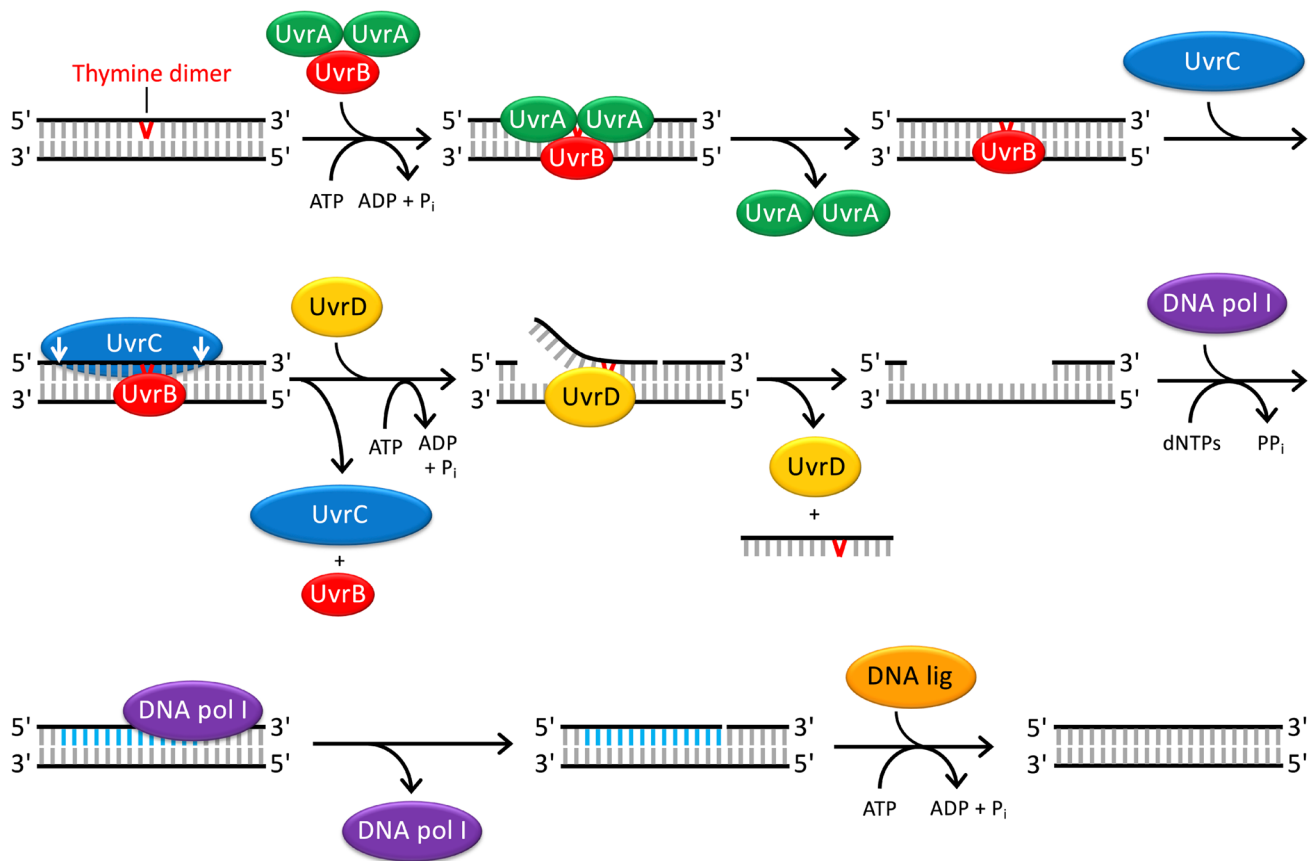 UvrA UvrA
UvrB
Thymine dimer
5' 3'
3' 5'
ATP ADP + Pi
UvrA UvrA
UvrB
5' 3'
3' 5'
UvrA UvrA
5' 3'
UvrB
3' 5'
UvrC
UvrC
5' 3'
UvrB
3' 5'
UvrD
ATP ADP
+ Pi
UvrC
+
UvrB
5' 3'
UvrD
3' 5'
UvrD
+
5' 3'
3' 5'
DNA pol I
dNTPs PPi
DNA pol I
5' 3'
3' 5'
DNA pol I
5' 3'
3' 5'
DNA lig
ATP ADP + Pi
5' 3'
3' 5'